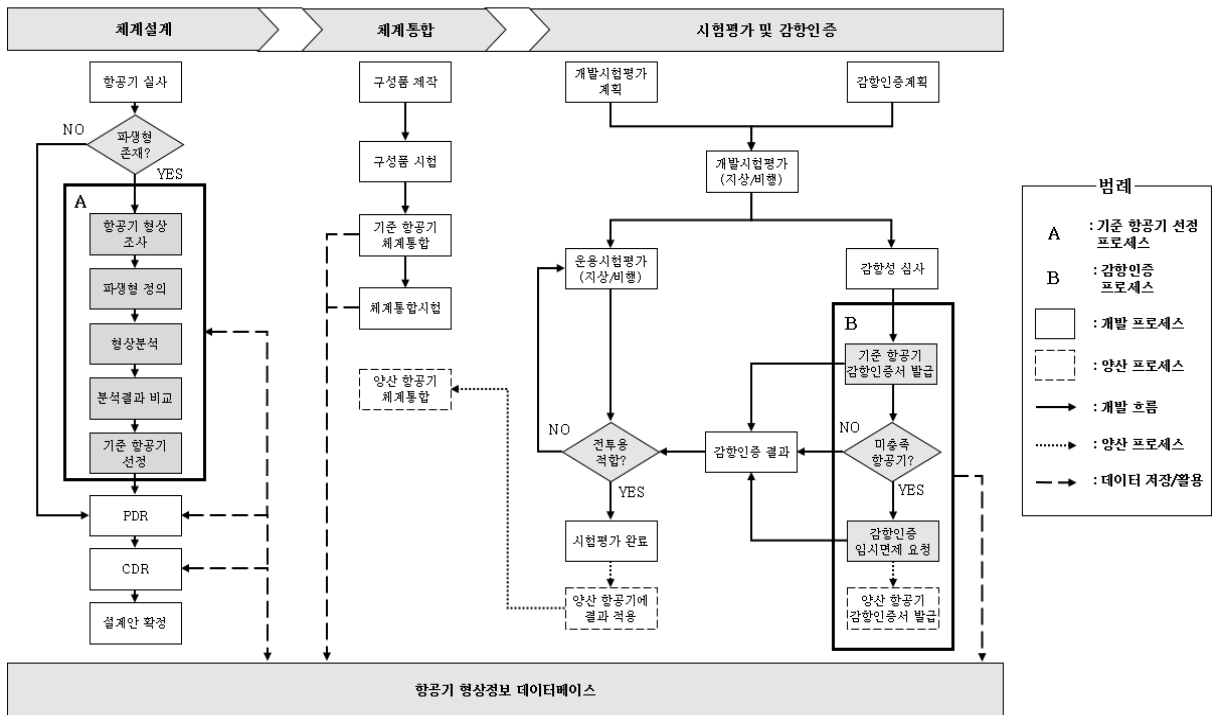 체계설계
체계통합
시험평가 및 감항인증
항공기 실사
NO
파생형
존재?
YES
A
항공기 형상
조사
파생형 정의
형상분석
분석결과 비교
기준 항공기
선정
PDR
CDR
설계안 확정
구성품 제작
구성품 시험
기준 항공기
체계통합
체계통합시험
양산 항공기
체계통합
개발시험평가
계획
감항인증계획
개발시험평가
(지상/비행)
운용시험평가
(지상/비행)
감항성 심사
B
기준 항공기
감항인증서 발급
NO
전투용
적합?
YES
감항인증 결과
NO
미충족
항공기?
YES
시험평가 완료
감항인증
임시면제 요청
양산 항공기에
결과 적용
양산 항공기
감항인증서 발급
항공기 형상정보 데이터베이스
범례
A : 기준 항공기 선정
프로세스
B : 감항인증
프로세스
: 개발 프로세스
: 양산 프로세스
: 개발 흐름
: 양산 프로세스
: 데이터 저장/활용